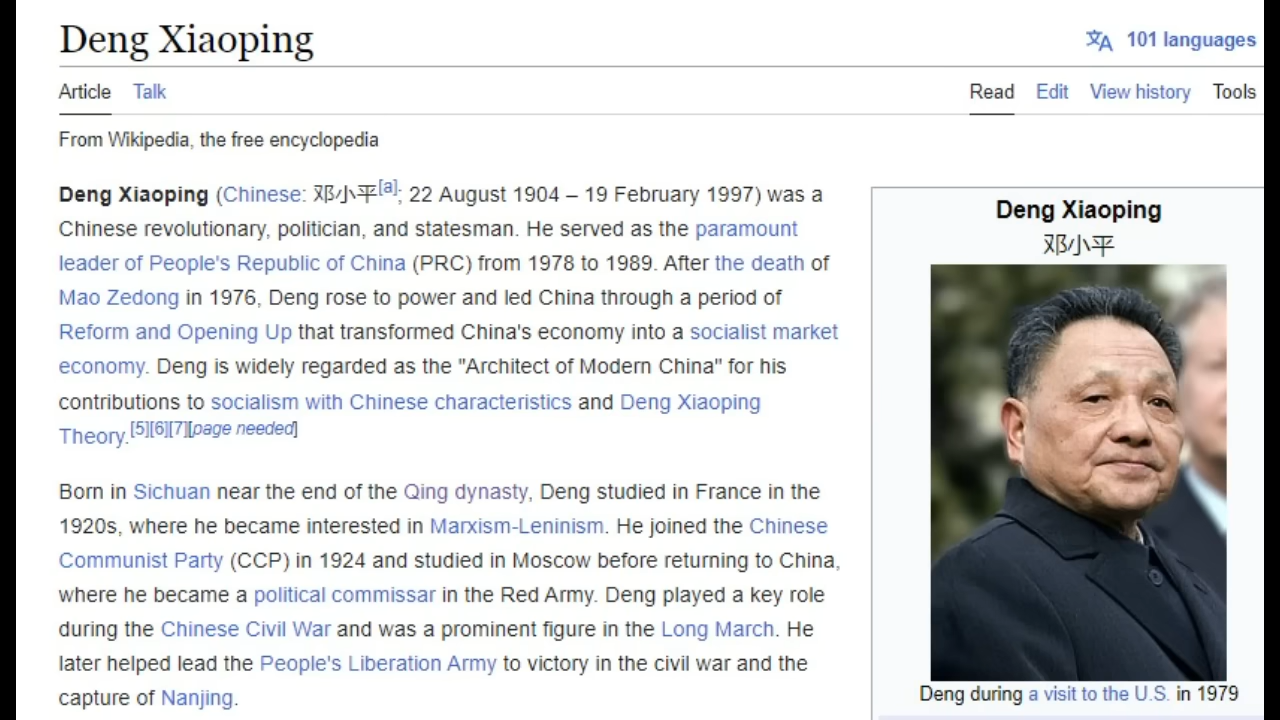 Deng Xiaoping
101 languages
Article Talk
Read Edit View history Tools
From Wikipedia, the free encyclopedia
Deng Xiaoping (Chinese: 邓小平[a]; 22 August 1904 – 19 February 1997) was a
Chinese revolutionary, politician, and statesman. He served as the paramount
leader of People's Republic of China (PRC) from 1978 to 1989. After the death of
Mao Zedong in 1976, Deng rose to power and led China through a period of
Reform and Opening Up that transformed China's economy into a socialist market
economy. Deng is widely regarded as the "Architect of Modern China" for his
contributions to socialism with Chinese characteristics and Deng Xiaoping
Theory.[5][6][7][page needed]
Born in Sichuan near the end of the Qing dynasty, Deng studied in France in the
1920s, where he became interested in Marxism-Leninism. He joined the Chinese
Communist Party (CCP) in 1924 and studied in Moscow before returning to China,
where he became a political commissar in the Red Army. Deng played a key role
during the Chinese Civil War and was a prominent figure in the Long March. He
later helped lead the People's Liberation Army to victory in the civil war and the
capture of Nanjing.
Deng Xiaoping
邓小平
Deng during a visit to the U.S. in 1979